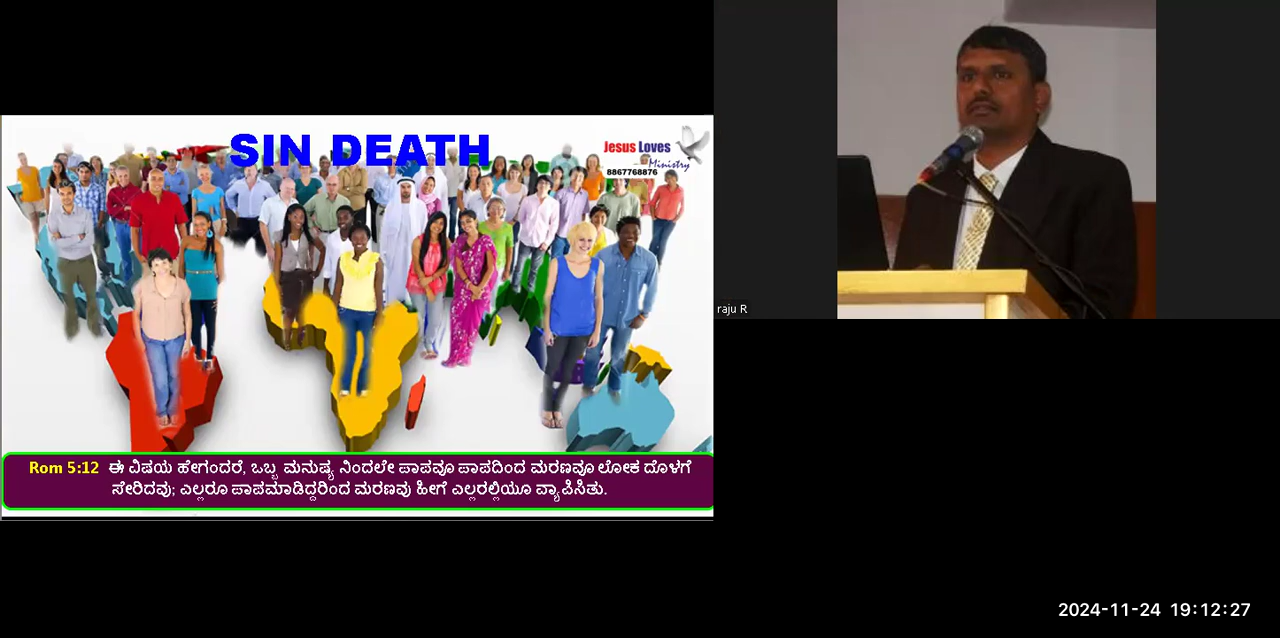 SIN DEATH
Jesus Loves
Ministry
8867768876
Rom 5:12 ಈ ವಿಷಯ ಹೇಗಂದರೆ, ಒಬ್ಬ ಮನುಷ್ಯ ನಿಂದಲೇ ಪಾಪವೂ ಪಾಪದಿಂದ ಮರಣವೂ ಲೋಕ ದೊಳಗೆ
ಸೇರಿದವು; ಎಲ್ಲರೂ ಪಾಪಮಾಡಿದ್ದರಿಂದ ಮರಣವು ಹೀಗೆ ಎಲ್ಲರಲ್ಲಿಯೂ ವ್ಯಾಪಿಸಿತು.
raju R
2024-11-24 19:12:27